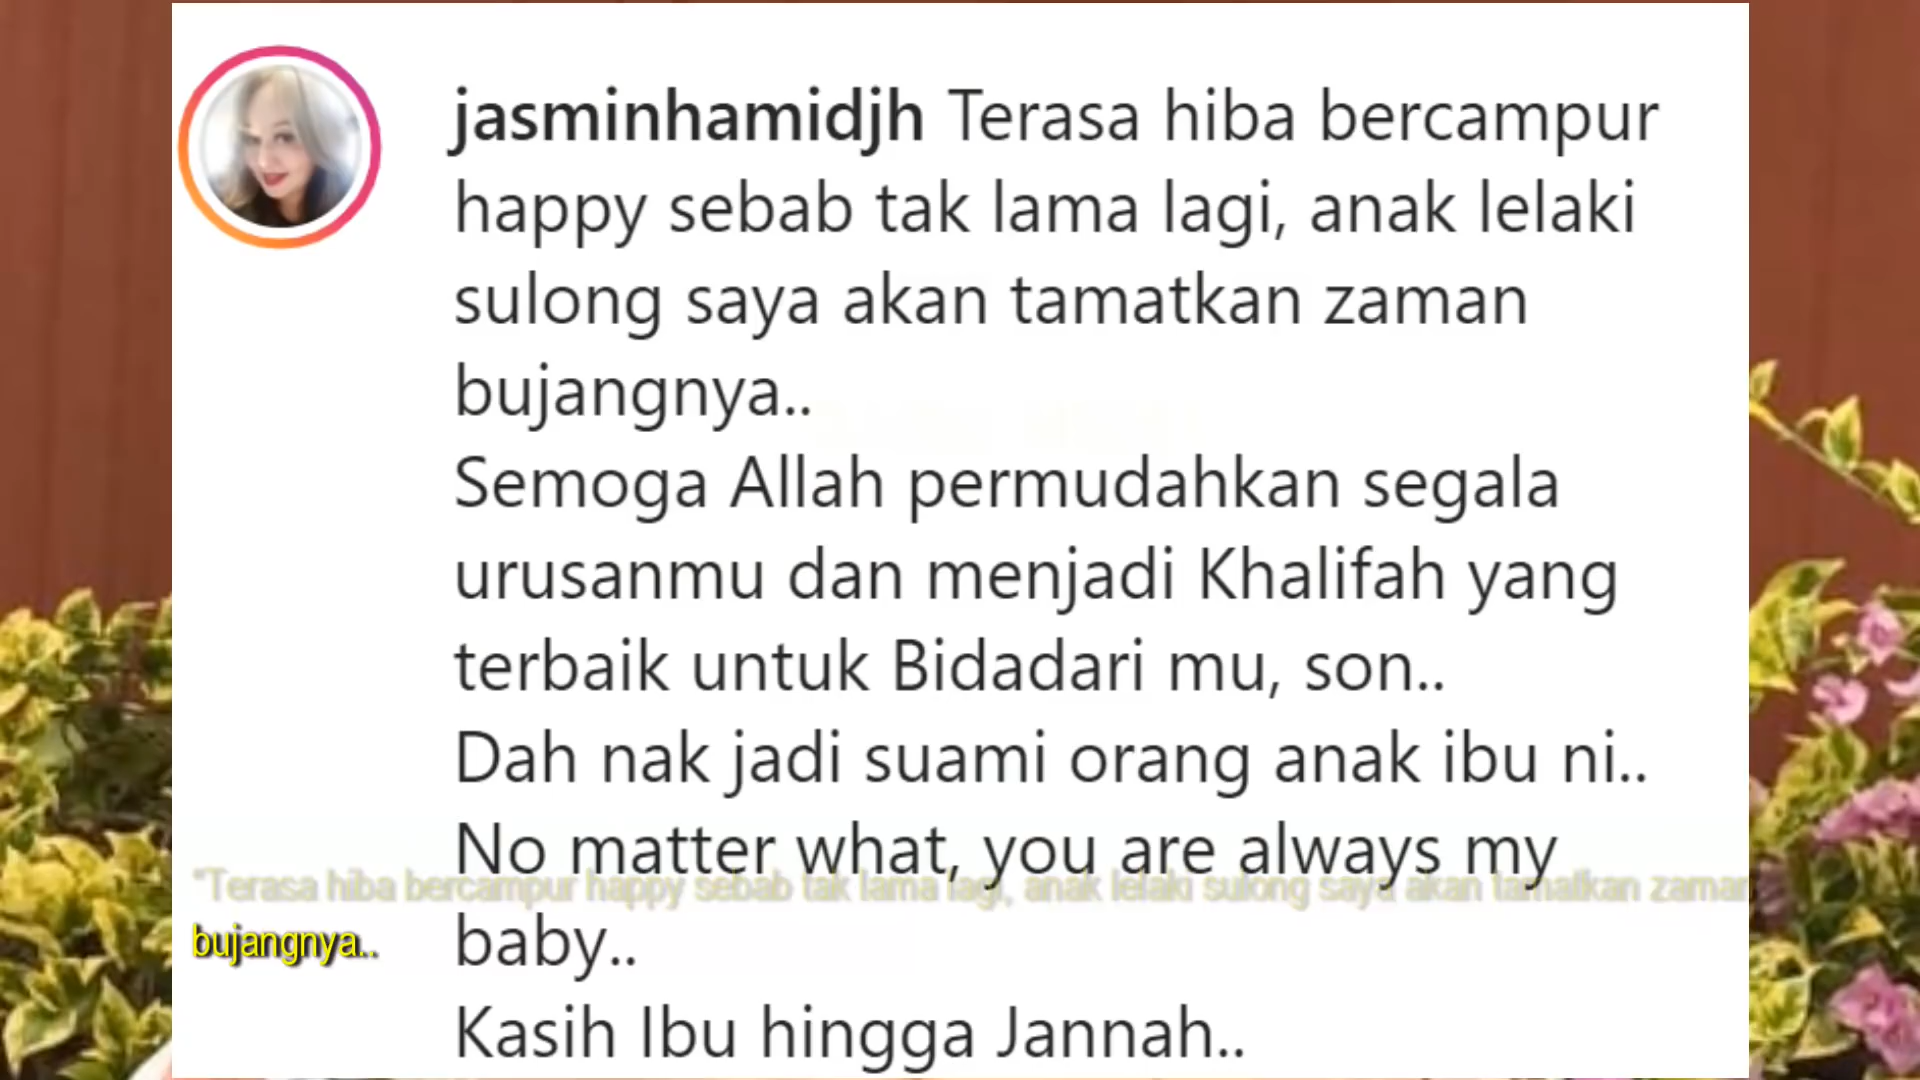 jasminhamidjh Terasa hiba bercampur
happy sebab tak lama lagi, anak lelaki
sulong saya akan tamatkan zaman
bujangnya..
Semoga Allah permudahkan segala
urusanmu dan menjadi Khalifah yang
terbaik untuk Bidadari mu, son..
Dah nak jadi suami orang anak ibu ni..
No matter what, you are always my
baby..
Kasih Ibu hingga Jannah..
"Terasa hiba bercampur happy sebab tak lama lagi, anak lelaki sulong saya akan tamatkan zaman
bujangnya..